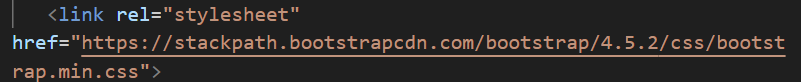 <link rel="stylesheet"
href="https://stackpath.bootstrapcdn.com/bootstrap/4.5.2/css/bootst
rap.min.css">